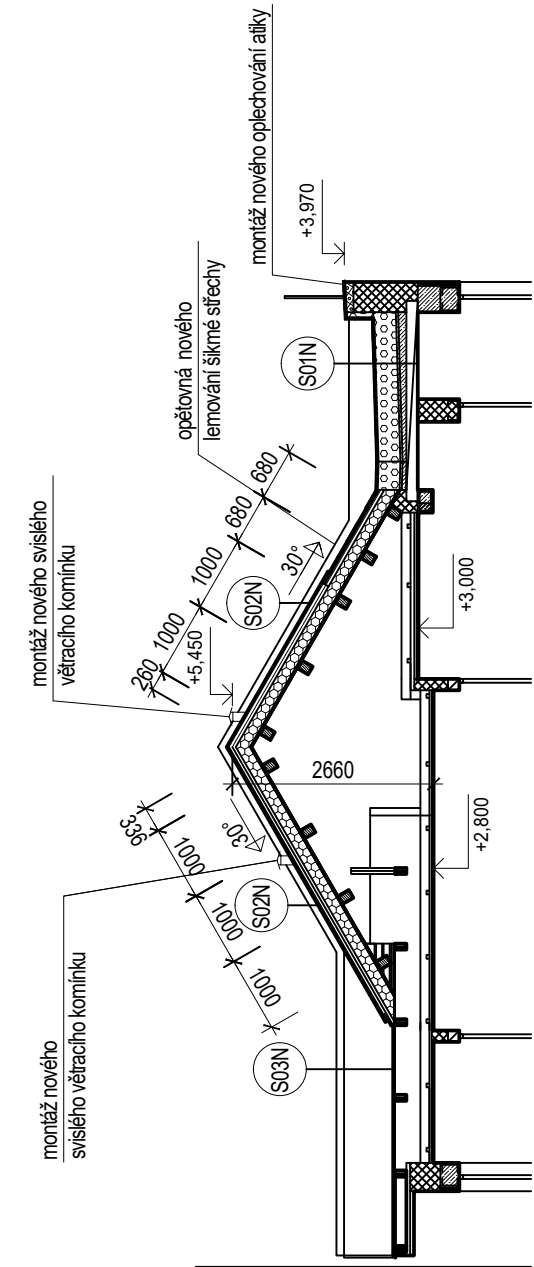 montáž nového
svislého větracího komínku
montáž nového svislého
větracího komínku
opětovná nového
lemování šikmé střechy
montáž nového oplechování atiky
336
1000
1000
1000
260
1000
1000
680
680
30°
30°
+5,450
+3,970
S03N
S02N
S02N
S01N
2660
+2,800
+3,000